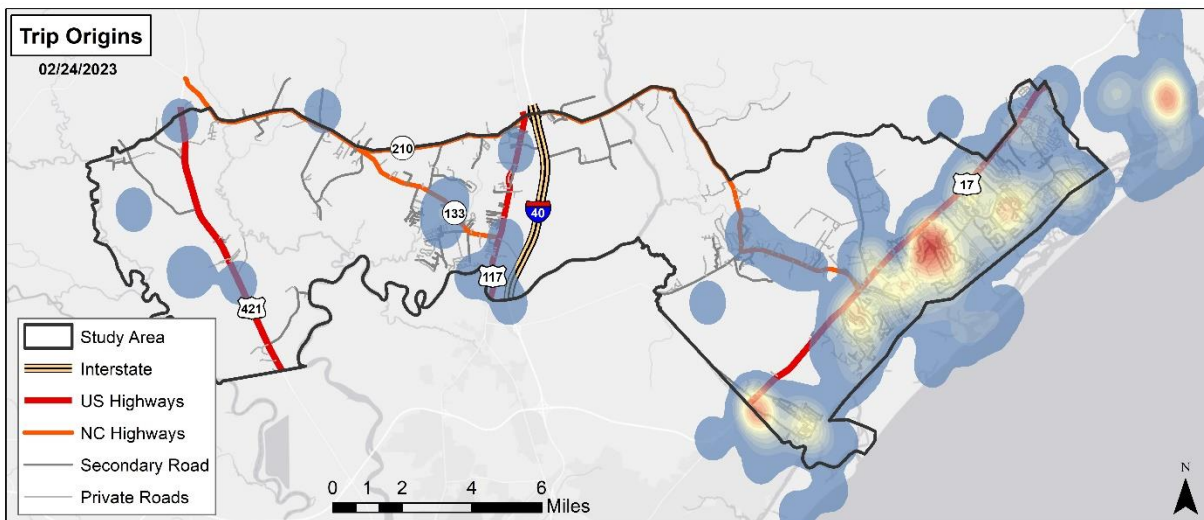 Trip Origins
02/24/2023
210
17
133
40
117
421
Study Area
Interstate
US Highways
NC Highways
Secondary Road
Private Roads
0 1 2 4 6
Miles
N